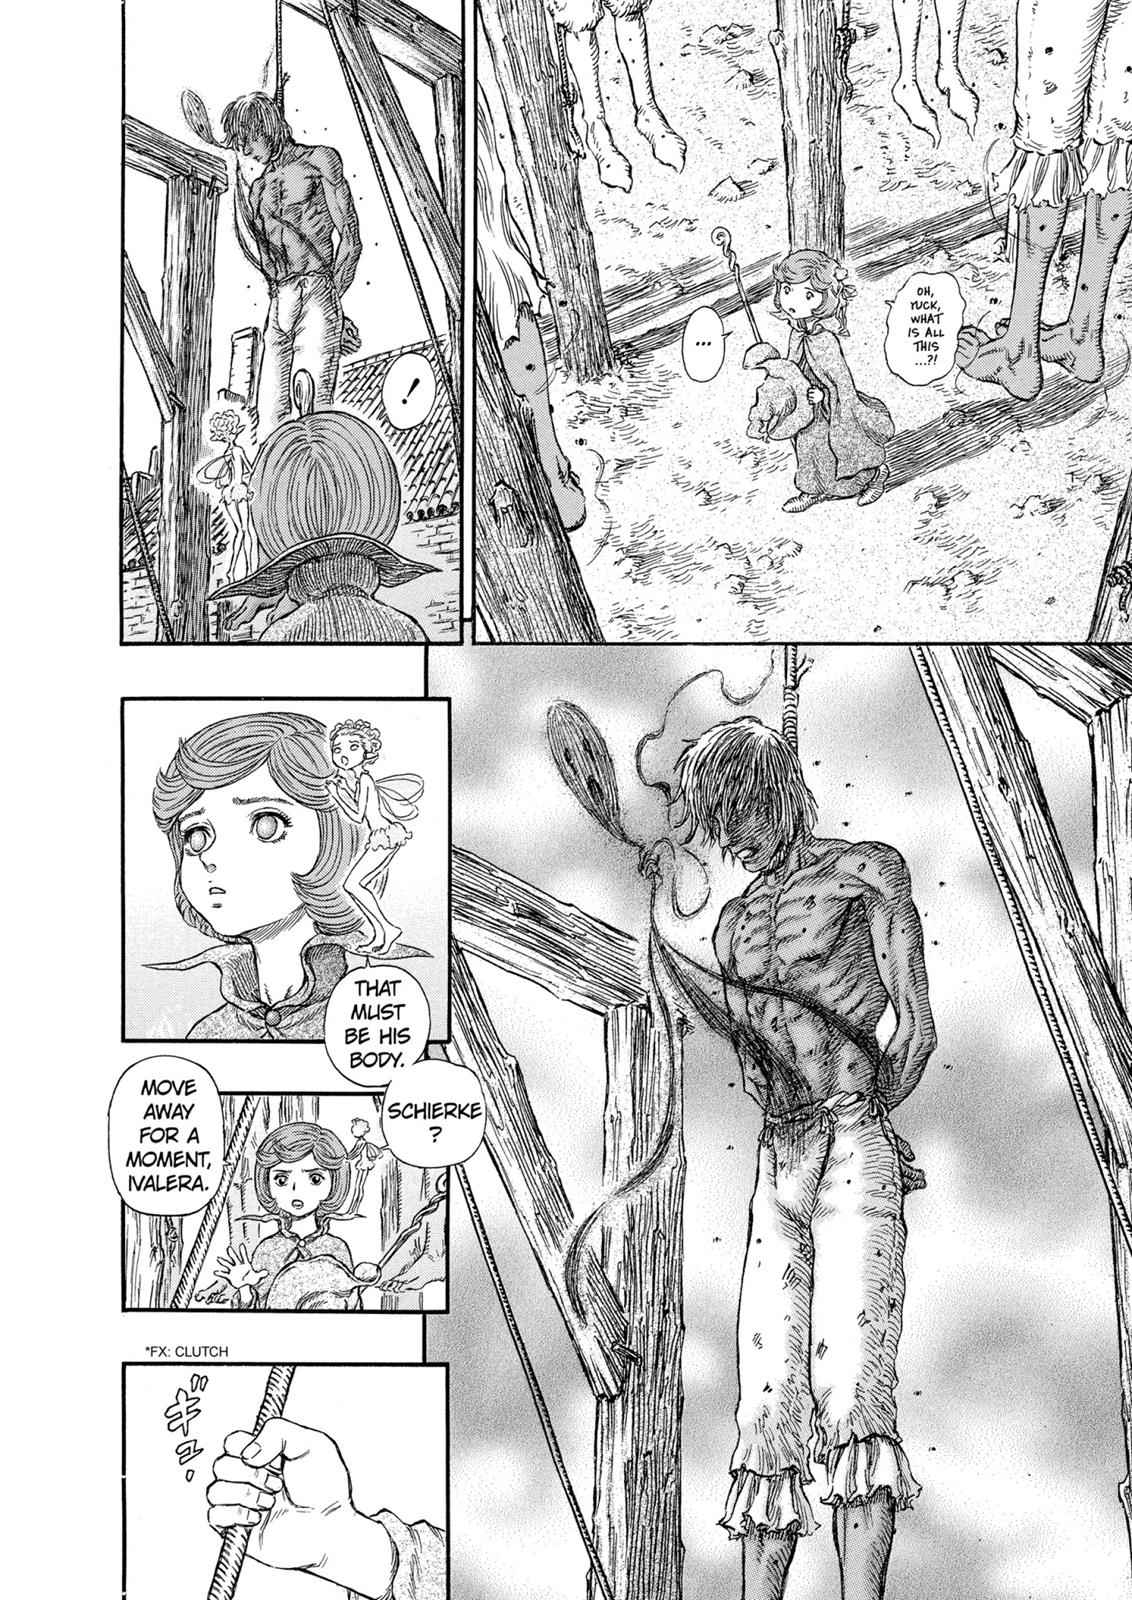 OH,
YUCK,
WHAT
IS ALL
THIS
....?!
...
!
THAT
MUST
BE HIS
BODY.
SCHIERKE
?
MOVE
AWAY
FOR A
MOMENT,
IVALERA.
*FX: CLUTCH
ギュッ